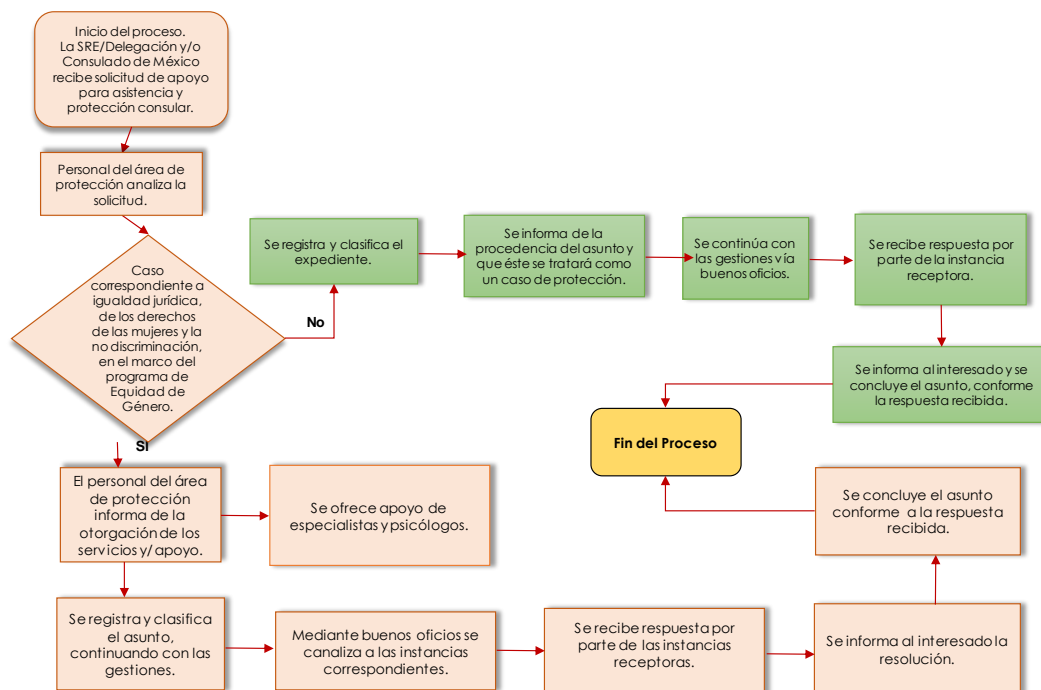 Inicio del proceso.
La SRE/Delegación y/o
Consulado de México
recibe solicitud de apoyo
para asistencia y
protección consular.
Personal del área de
protección analiza la
solicitud.
Caso
correspondiente a
igualdad jurídica,
de los derechos
de las mujeres y la
no discriminación,
en el marco del
programa de
Equidad de
Género.
No
Se registra y clasifica el
expediente.
Se informa de la
procedencia del asunto y
que éste se tratará como
un caso de protección.
Se continúa con
las gestiones vía
buenos oficios.
Se recibe respuesta por
parte de la instancia
receptora.
Se informa al interesado y se
concluye el asunto, conforme
la respuesta recibida.
Fin del Proceso
SI
El personal del área
de protección
informa de la
otorgación de los
servicios y/ apoyo.
Se ofrece apoyo de
especialistas y psicólogos.
Se registra y clasifica
el asunto,
continuando con las
gestiones.
Mediante buenos oficios se
canaliza a las instancias
correspondientes.
Se recibe respuesta por
parte de las instancias
receptoras.
Se informa al interesado la
resolución.
Se concluye el asunto
conforme a la respuesta
recibida.